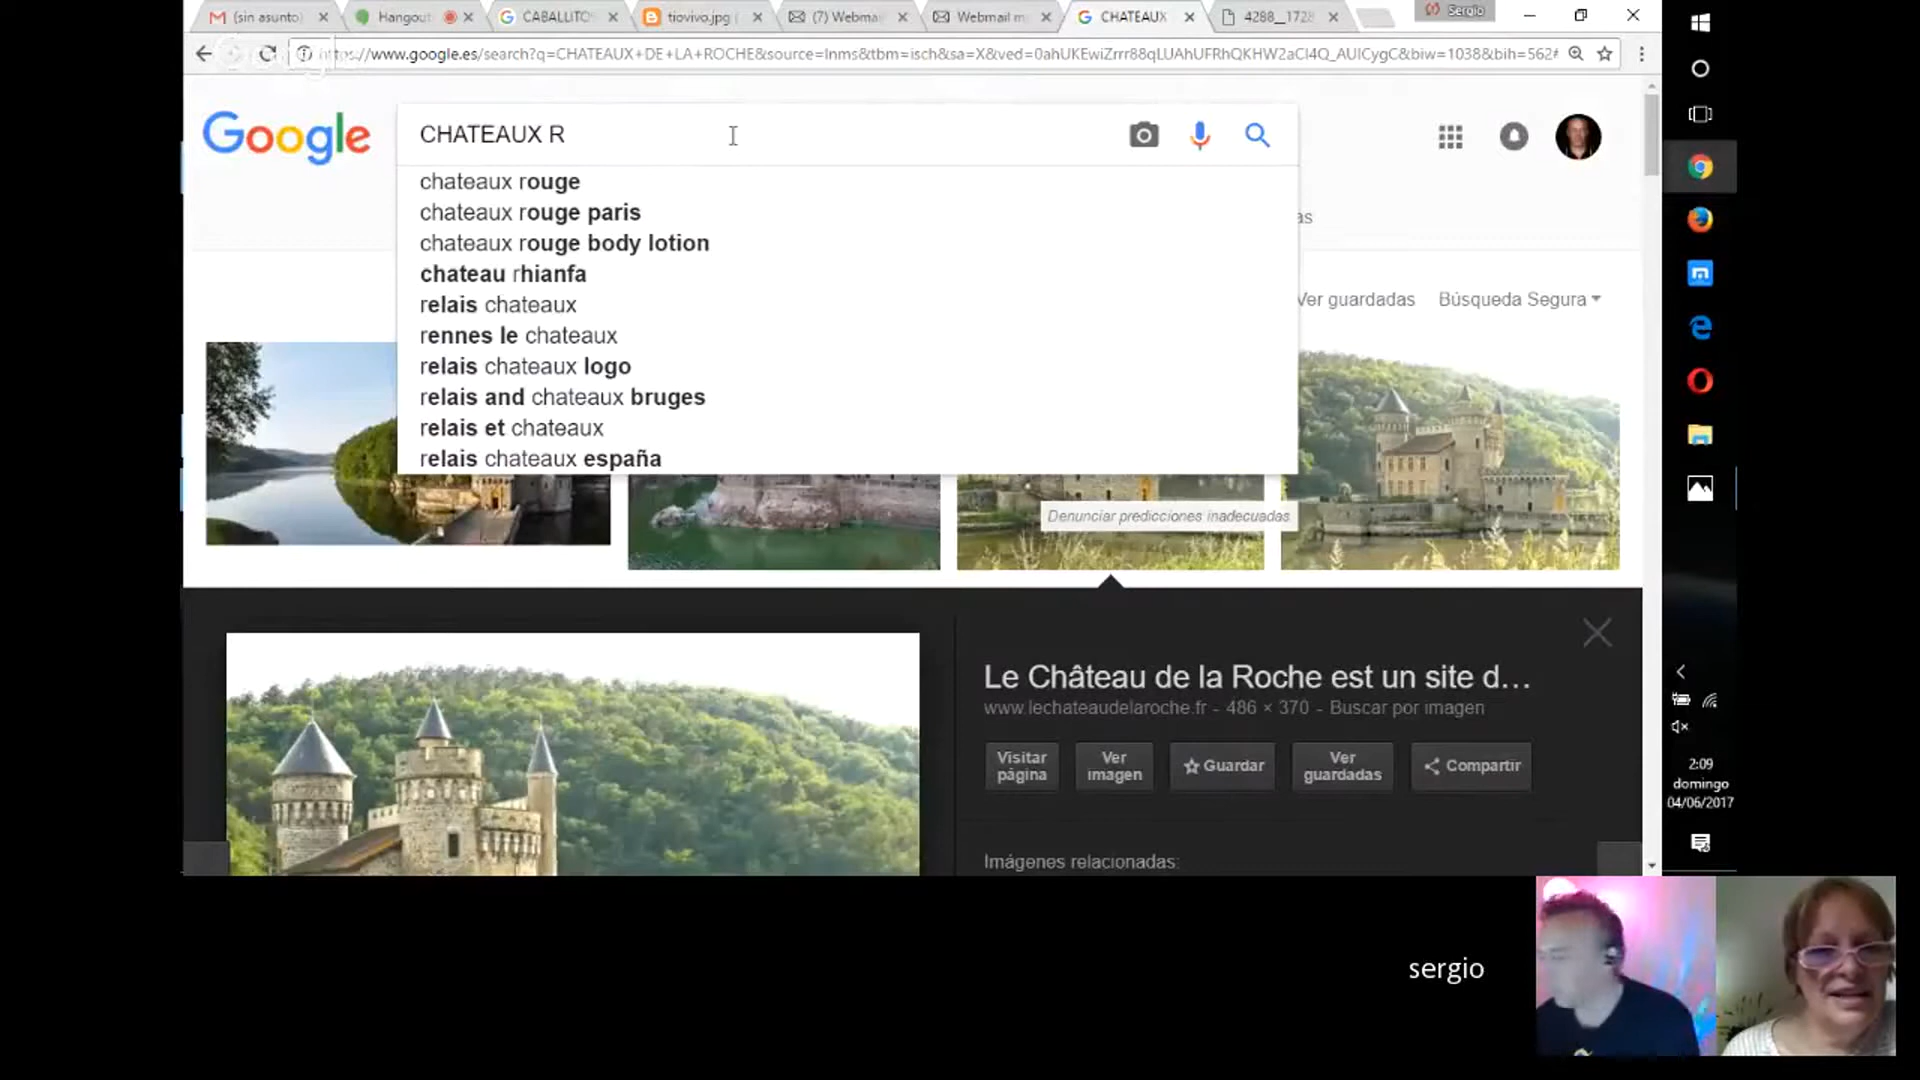 (sin asunto)
Hangout
CABALLITO
tiovivo.jpg (
(7) Webmai
Webmail m
CHATEAUX
4288_1728
Sergio
https://www.google.es/search?q=CHATEAUX+DE+LA+ROCHE&source=lnms&tbm=isch&sa=X&ved=0ahUKEwiZrrr88qLUAhUFRhQKHW2aCI4Q_AUICygC&biw=1038&bih=562#
Google
CHATEAUX R
chateaux rouge
chateaux rouge paris
chateaux rouge body lotion
chateau rhianfa
relais chateaux
rennes le chateaux
relais chateaux logo
relais and chateaux bruges
relais et chateaux
relais chateaux españa
as
Ver guardadas
Búsqueda Segura
Denunciar predicciones inadecuadas
Le Château de la Roche est un site d...
www.lechateaudelaroche.fr - 486 × 370 - Buscar por imagen
Visitar página
Ver imagen
Guardar
Ver guardadas
Compartir
Imágenes relacionadas:
2:09
domingo
04/06/2017
sergio